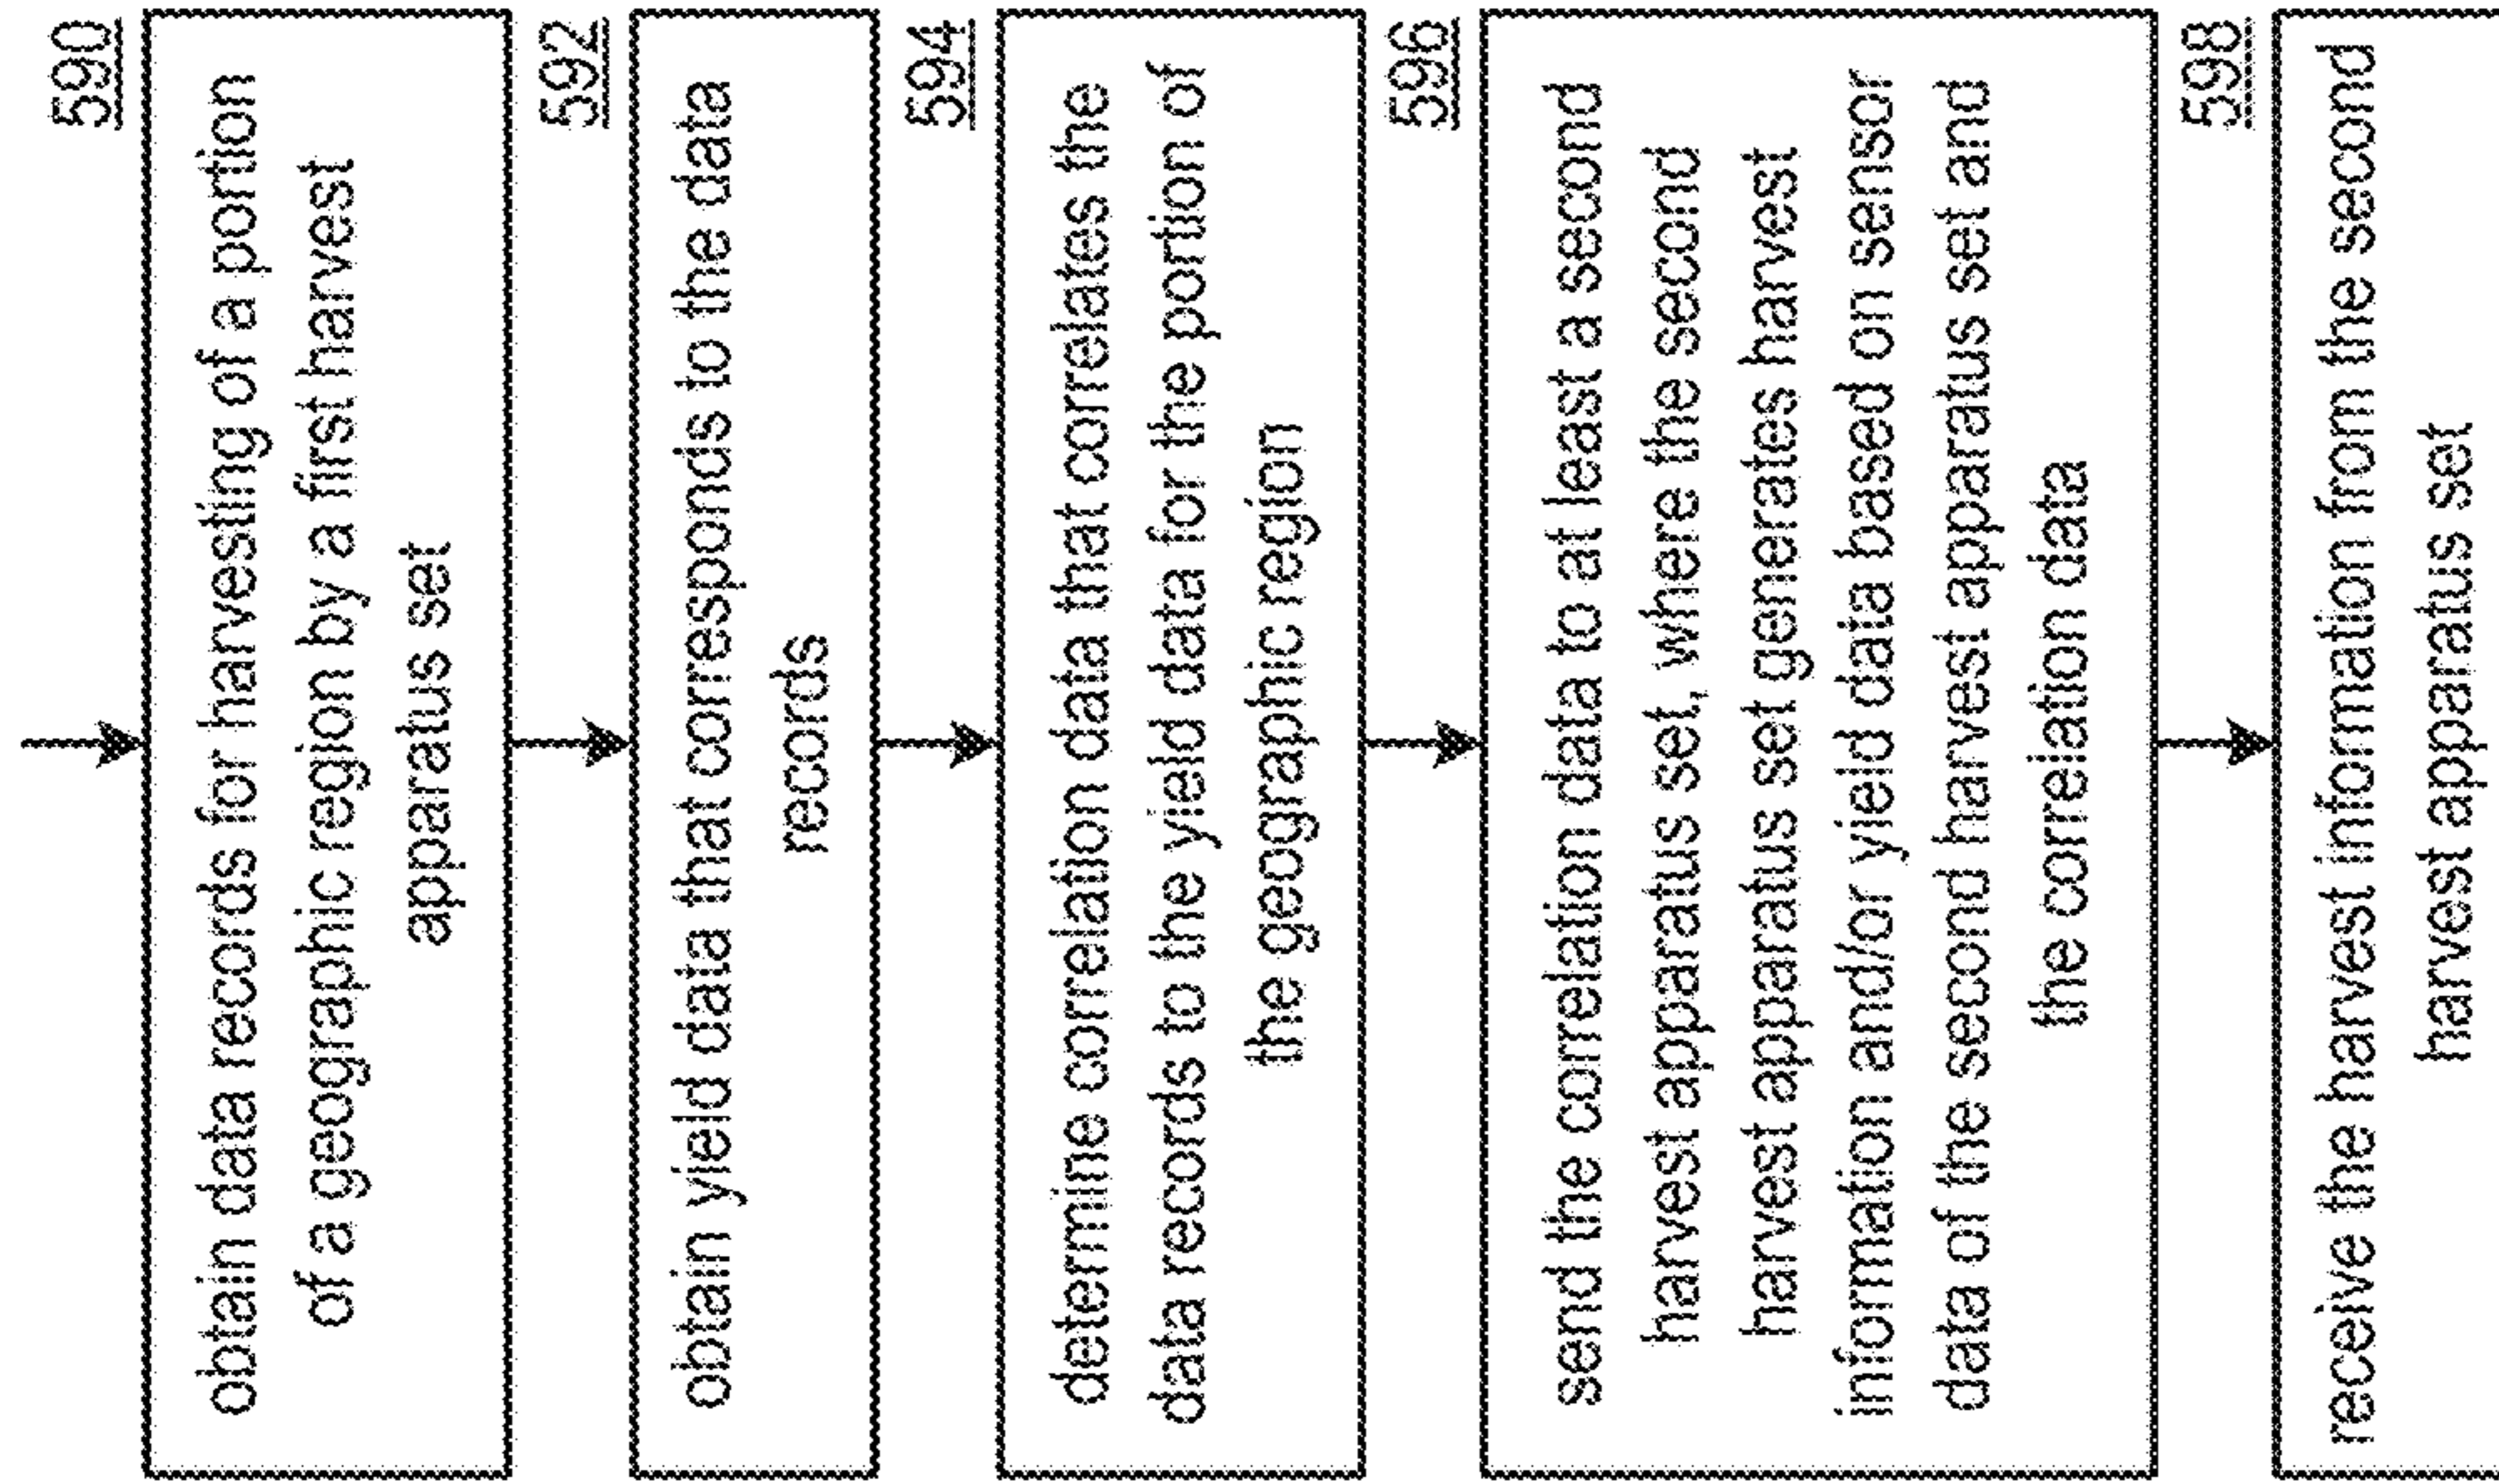 590
obtain data records for harvesting of a portion
of a geographic region by a first harvest
apparatus set
592
obtain yield data that corresponds to the data
records
594
determine correlation data that correlates the
data records to the yield data for the portion of
the geographic region
596
send the correlation data to at least a second
harvest apparatus set, where the second
harvest apparatus set generates harvest
information and/or yield data based on sensor
data of the second harvest apparatus set and
the correlation data
598
receive the harvest information from the second
harvest apparatus set